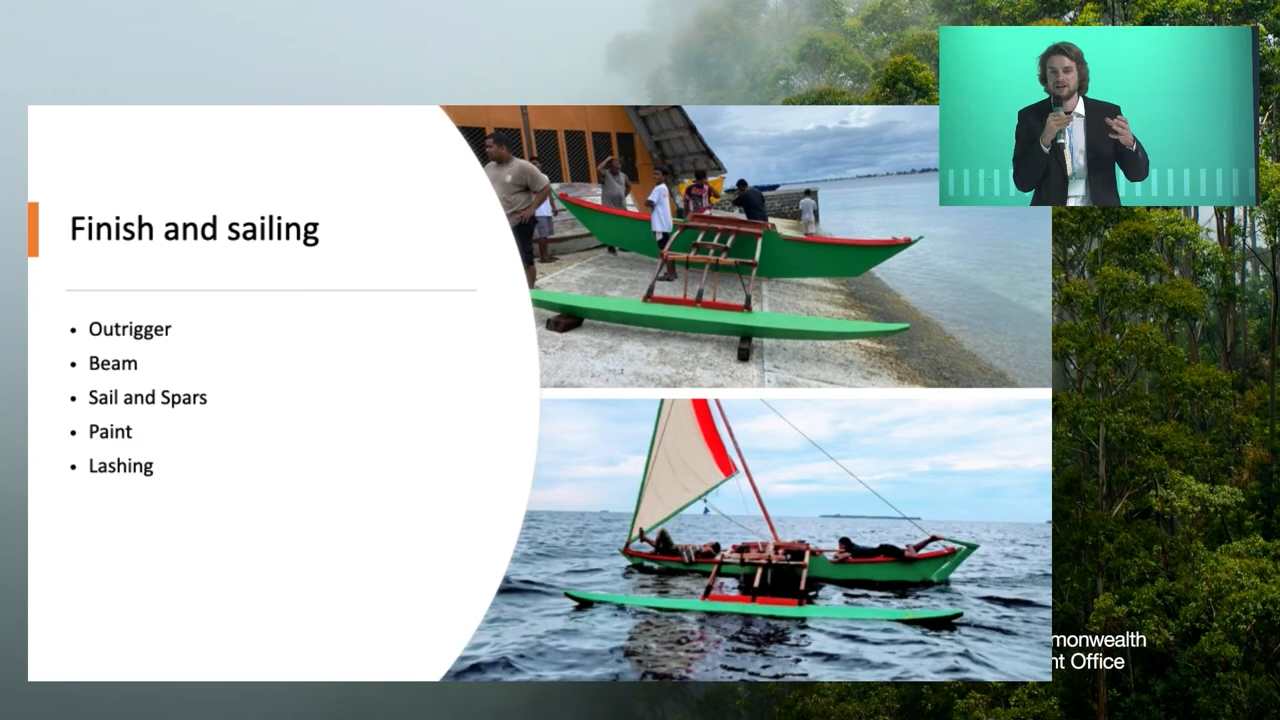 Finish and sailing
Outrigger
Beam
Sail and Spars
Paint
Lashing
monwealth
nt Office